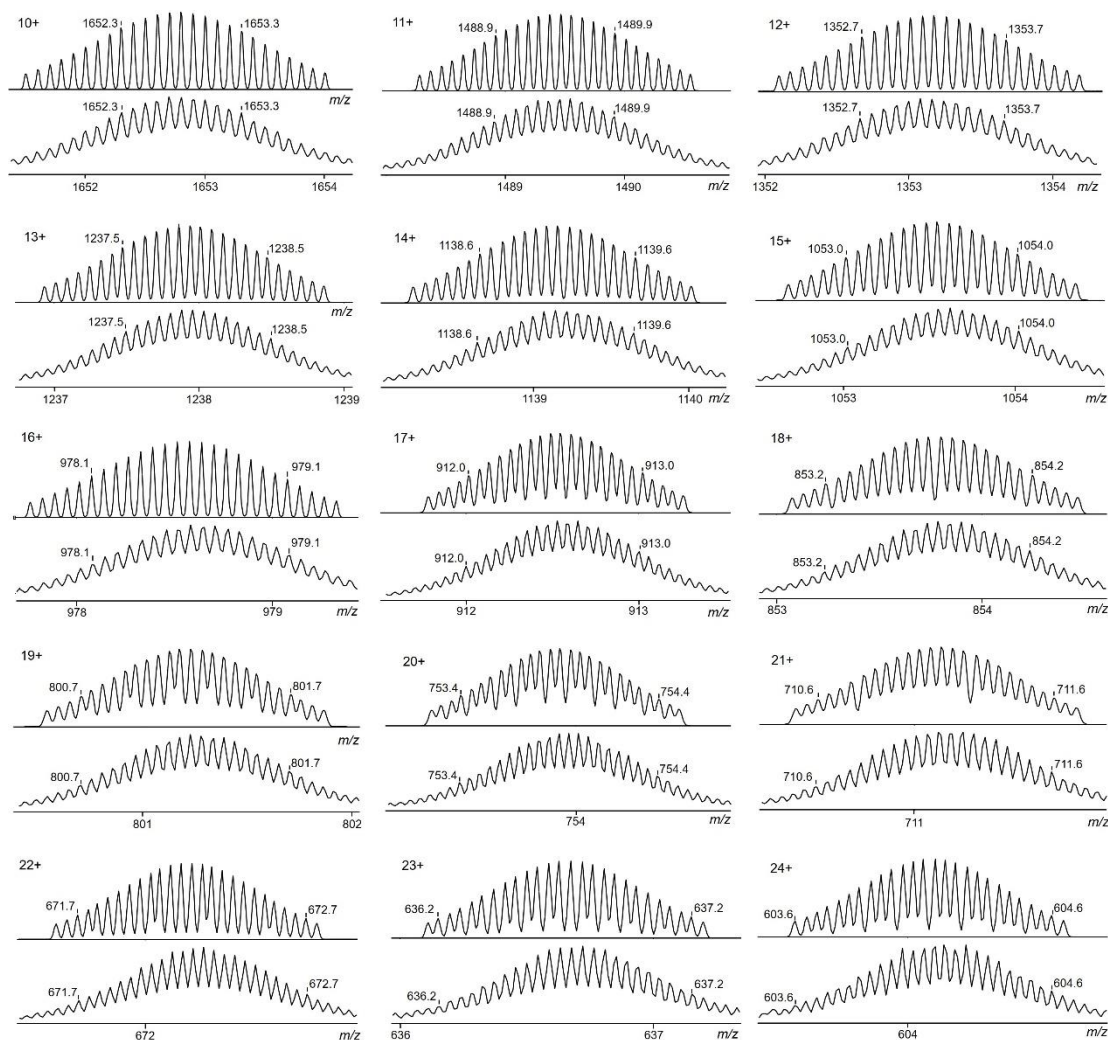 10+ 1652.3 1653.3
m/z
1652.3 1653.3
1652 1653 1654
11+ 1488.9 1489.9
1488.9 1489.9
1489 1490 m/z
12+ 1352.7 1353.7
1352.7 1353.7
1352 1353 1354 m/z
13+ 1237.5 1238.5
m/z
1237.5 1238.5
1237 1238 1239
14+ 1138.6 1139.6
1138.6 1139.6
1139 1140 m/z
15+ 1053.0 1054.0
1053.0 1054.0
1053 1054 m/z
16+ 978.1 979.1
978.1 979.1
978 979 m/z
17+ 912.0 913.0
912.0 913.0
912 913 m/z
18+ 853.2 854.2
853.2 854.2
853 854 m/z
19+ 800.7 801.7
m/z
800.7 801.7
801 802
20+ 753.4 754.4
753.4 754.4
754 m/z
21+ 710.6 711.6
710.6 711.6
711 m/z
22+ 671.7 672.7
671.7 672.7
672 m/z
23+ 636.2 637.2
636.2 637.2
636 637 m/z
24+ 603.6 604.6
603.6 604.6
604 m/z